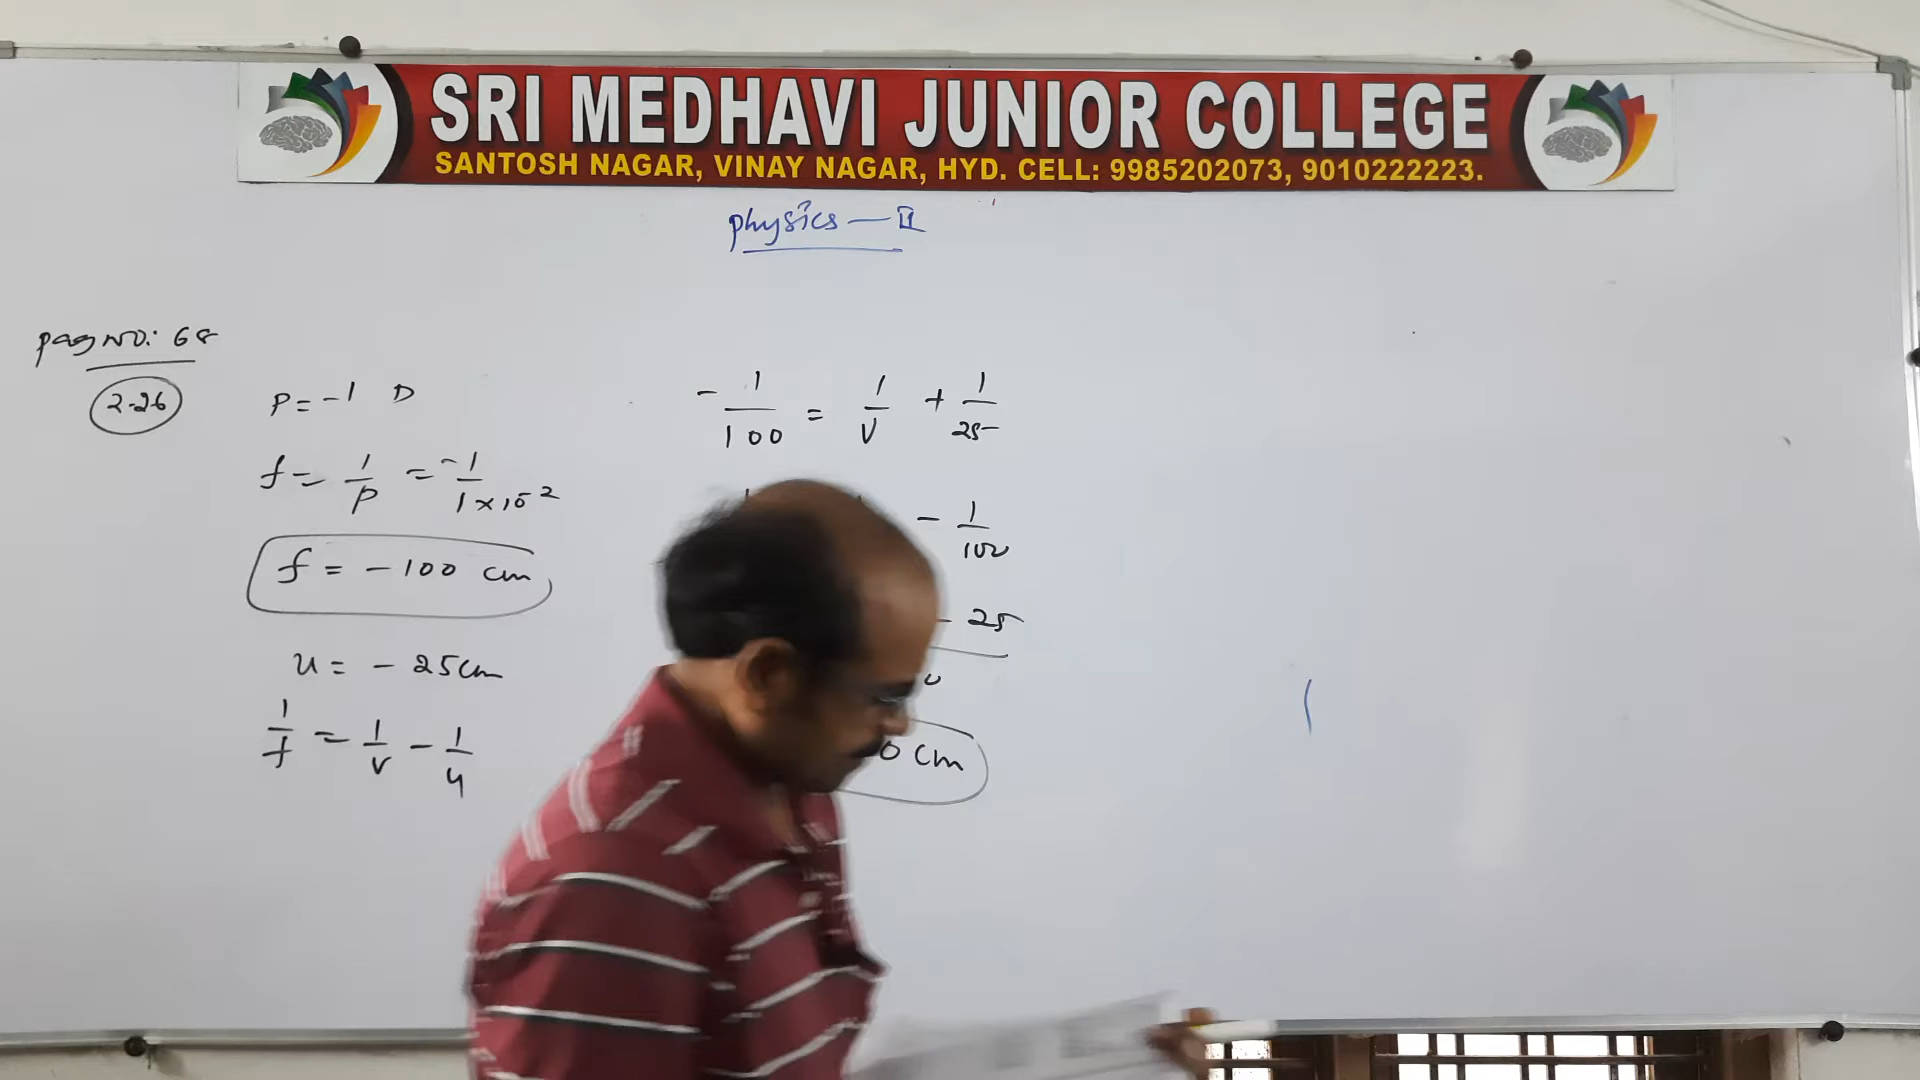 SRI MEDHAVI JUNIOR COLLEGE
SANTOSH NAGAR, VINAY NAGAR, HYD. CELL: 9985202073, 9010222223.
physics — II
pag NO: 68
2.26
P = -1 D
f = 1/P = -1/1×10^-2
f = -100 cm
u = - 25cm
1/f = 1/v - 1/u
- 1/100 = 1/v + 1/25
- 1/100
- 25
0 cm